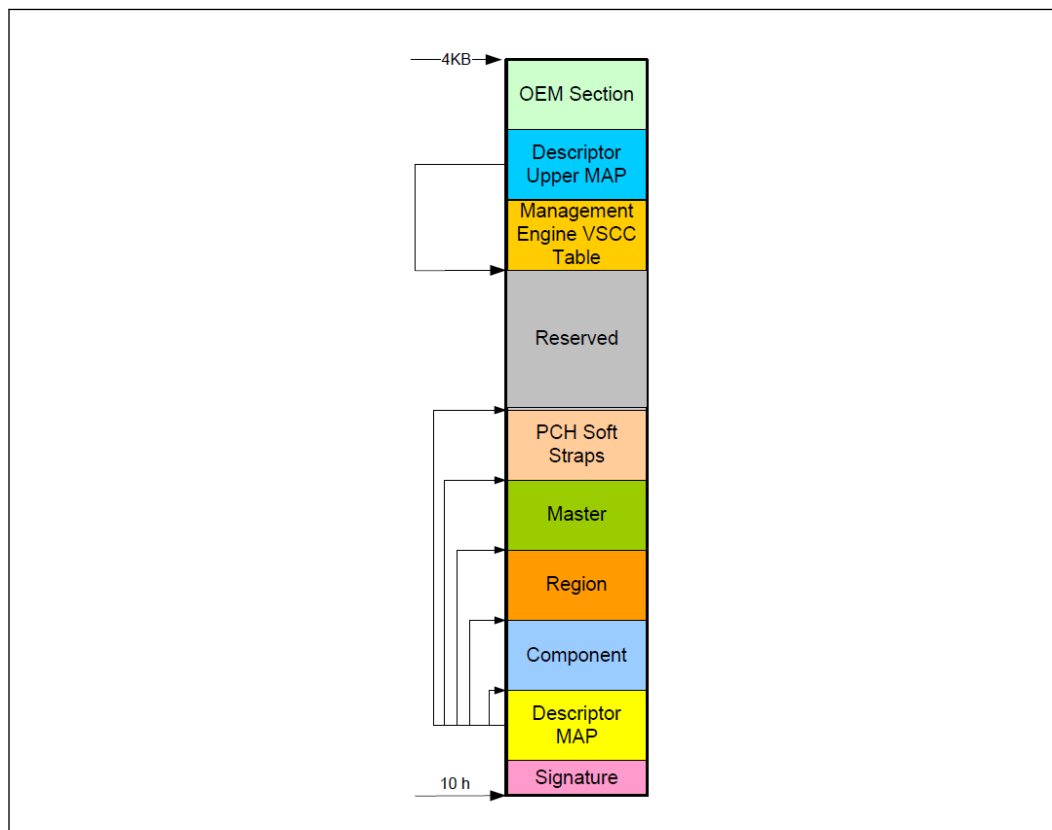 4KB
OEM Section
Descriptor
Upper MAP
Management
Engine VSCC
Table
Reserved
PCH Soft
Straps
Master
Region
Component
Descriptor
MAP
Signature
10 h